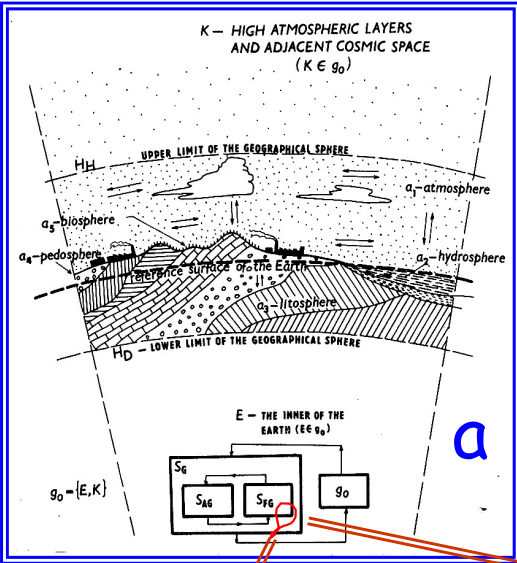 K — HIGH ATMOSPHERIC LAYERS
AND ADJACENT COSMIC SPACE
(K ∈ g₀)
UPPER LIMIT OF THE GEOGRAPHICAL SPHERE
HH
a₁-atmosphere
a₅-biosphere
a₄-pedosphere
a₂-hydrosphere
reference surface of the Earth
a₃-litosphere
HD - LOWER LIMIT OF THE GEOGRAPHICAL SPHERE
E - THE INNER OF THE
EARTH (E∈ g₀)
a
SG
SAG
SFG
g₀
g₀ = {E,K}